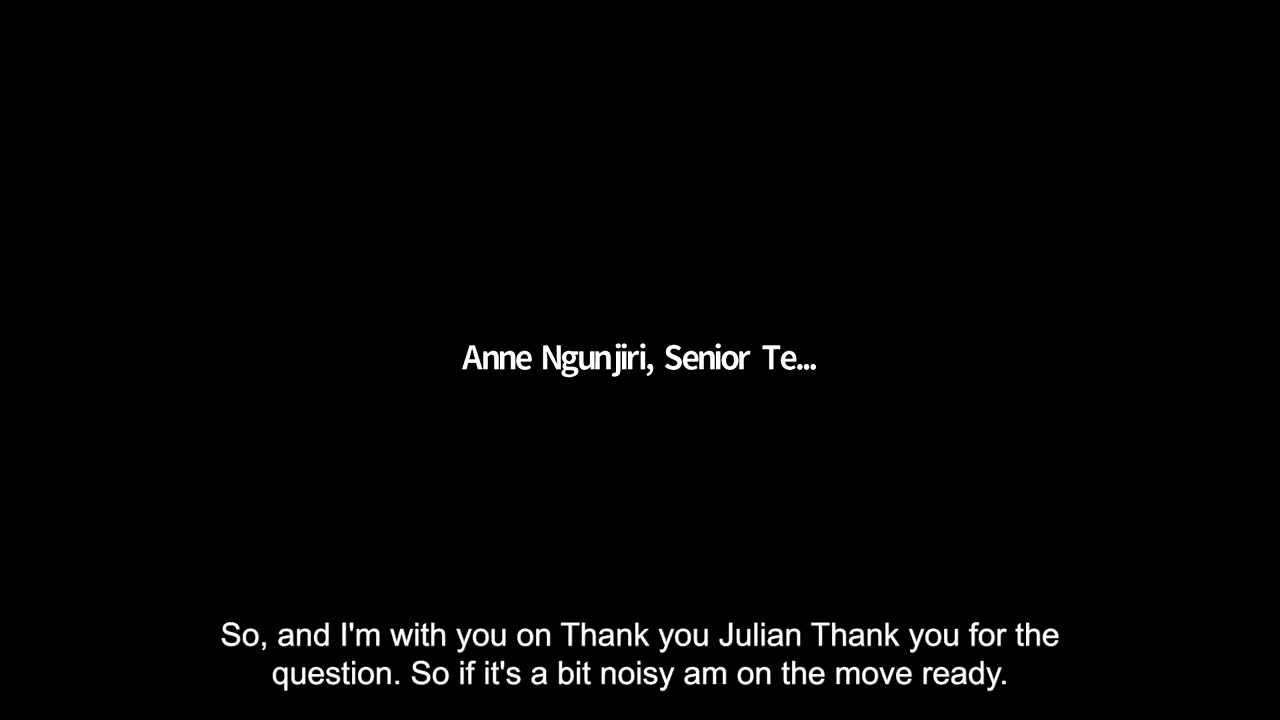 Anne Ngunjiri, Senior Te...
So, and I'm with you on Thank you Julian Thank you for the
question. So if it's a bit noisy am on the move ready.